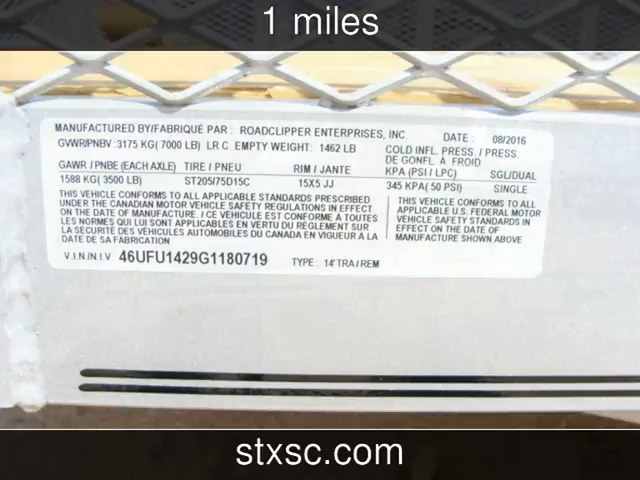 1 miles
MANUFACTURED BY/FABRIQUÉ PAR : ROADCLIPPER ENTERPRISES, INC. DATE : 08/2016
GVWR/PNBV: 3175 KG( 7000 LB) LR C EMPTY WEIGHT: 1462 LB COLD INFL. PRESS / PRESS. DE GONFL. À FROID
GAWR / PNBE (EACH AXLE) TIRE / PNEU RIM / JANTE KPA (PSI / LPC) SGL/DUAL
1588 KG( 3500 LB) ST205/75D15C 15X5 JJ 345 KPA( 50 PSI) SINGLE
THIS VEHICLE CONFORMS TO ALL APPLICABLE STANDARDS PRESCRIBED
UNDER THE CANADIAN MOTOR VEHICLE SAFETY REGULATIONS IN EFFECT ON
THE DATE OF MANUFACTURE / CE VÉHICULE EST CONFORME À TOUTES
LES NORMES QUI LUI SONT APPLICABLES EN VERTU DU RÈGLEMENT SUR
LA SÉCURITÉ DES VÉHICULES AUTOMOBILES DU CANADA EN VIGUEUR A LA
DATE DE SA FABRICATION
THIS VEHICLE CONFORMS TO ALL
APPLICABLE U.S. FEDERAL MOTOR
VEHICLE SAFETY STANDARDS IN
EFFECT ON THE DATE OF
MANUFACTURE SHOWN ABOVE
V.I.N./N.I.V 46UFU1429G1180719 TYPE : 14' TRA / REM
stxsc.com